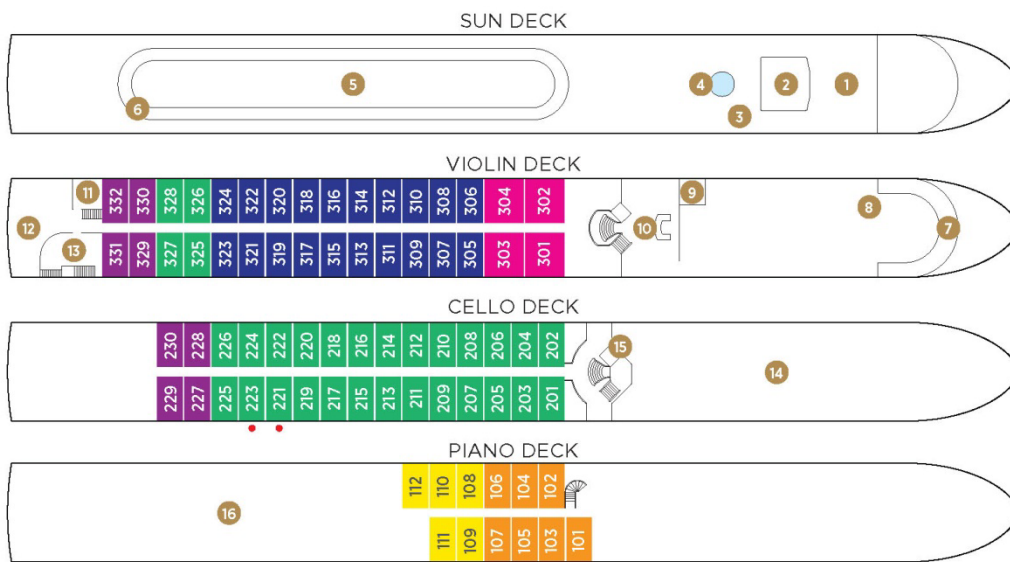 SUN DECK
6 5 4 3 2 1
VIOLIN DECK
11 332 330 328 326 324 322 320 318 316 314 312 310 308 306 304 302 9 8
12 10 7
13 331 329 327 325 323 321 319 317 315 313 311 309 307 305 303 301
CELLO DECK
230 228 226 224 222 220 218 216 214 212 210 208 206 204 202 15
14
229 227 225 223 221 219 217 215 213 211 209 207 205 203 201
PIANO DECK
112 110 108 106 104 102
16
111 109 107 105 103 101